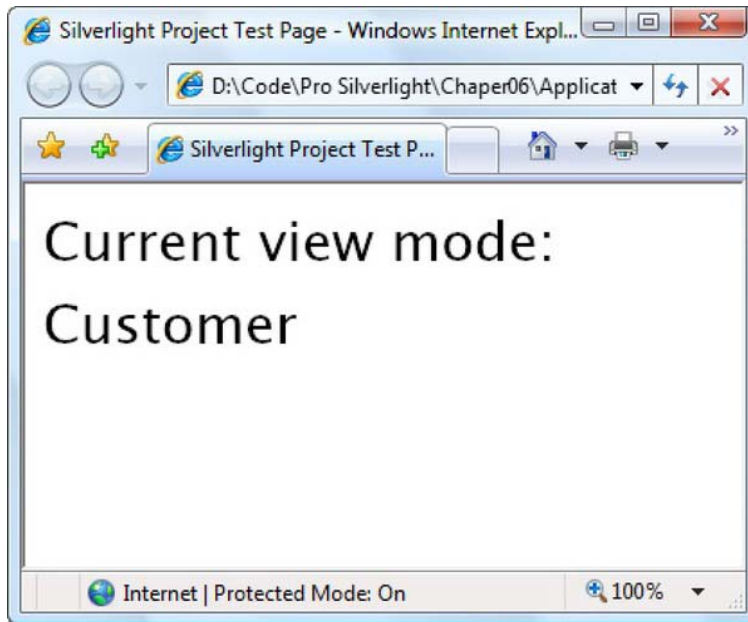 Silverlight Project Test Page - Windows Internet Expl...
D:\Code\Pro Silverlight\Chaper06\Applicat
Silverlight Project Test P...
Current view mode:
Customer
Internet | Protected Mode: On
100%